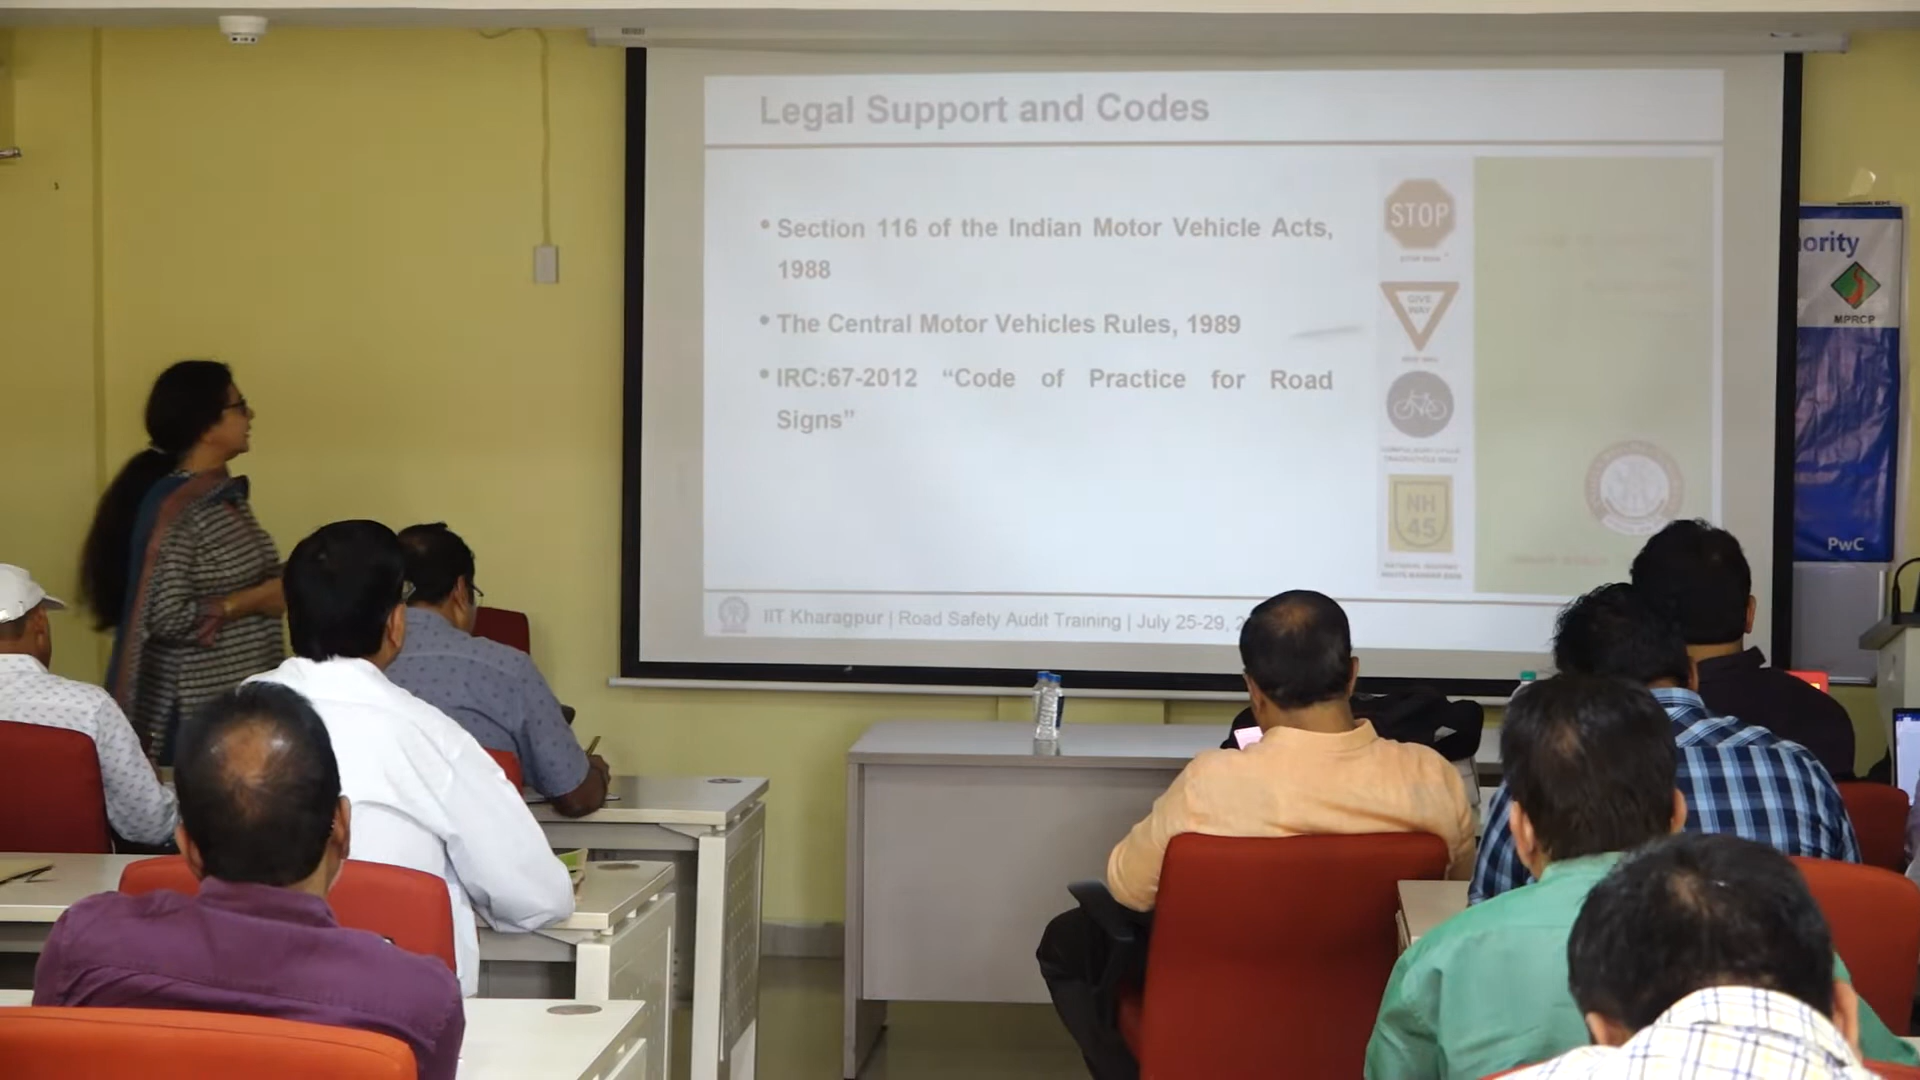 Legal Support and Codes
• Section 116 of the Indian Motor Vehicle Acts,
1988
• The Central Motor Vehicles Rules, 1989
• IRC:67-2012 “Code of Practice for Road
Signs”
STOP
GIVE
WAY
NH
45
IIT Kharagpur | Road Safety Audit Training | July 25-29, 2
ority
MPRCP
PwC